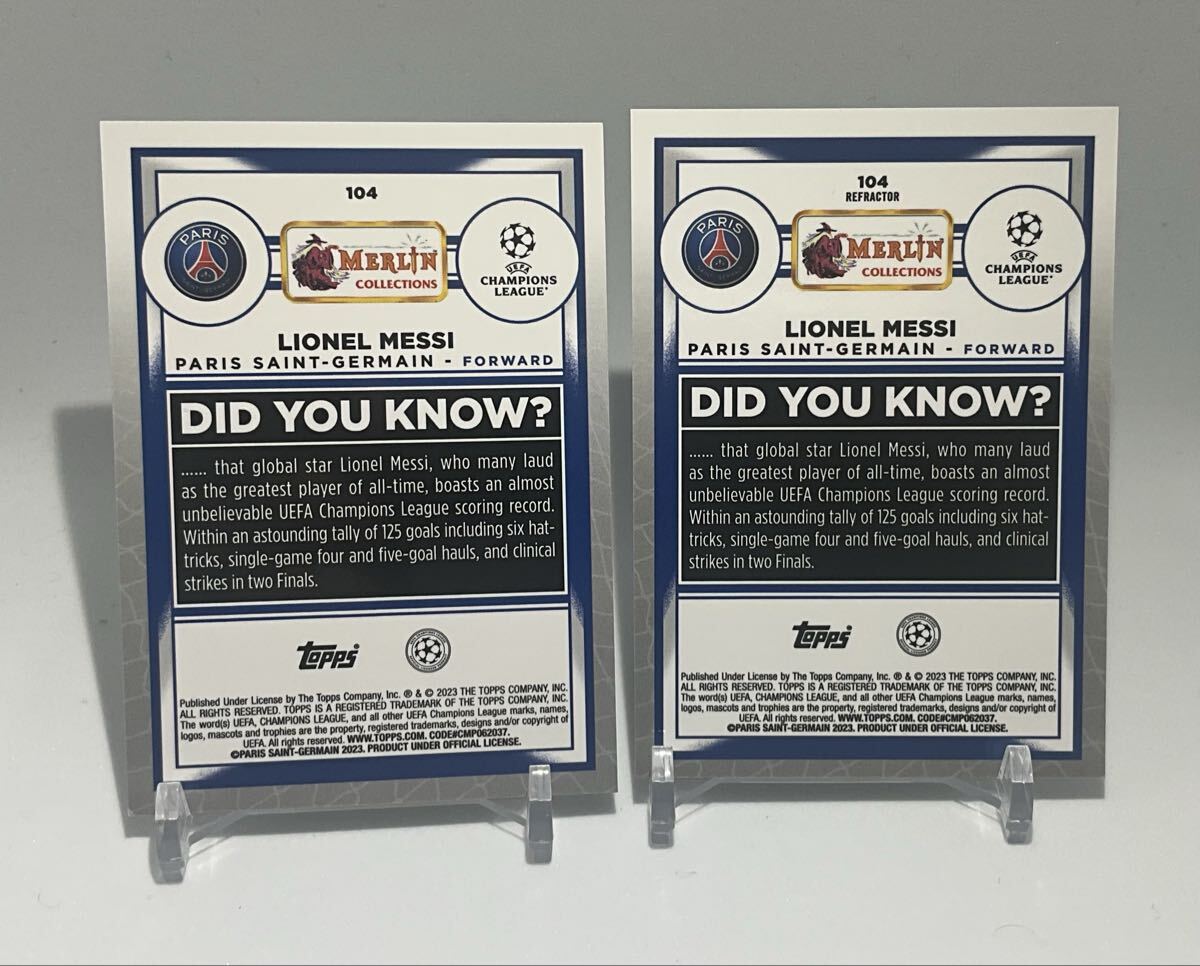 104
PARIS
SAINT-GERMAIN
MERLIN
COLLECTIONS
UEFA
CHAMPIONS
LEAGUE®
LIONEL MESSI
PARIS SAINT-GERMAIN - FORWARD
DID YOU KNOW?
...... that global star Lionel Messi, who many laud
as the greatest player of all-time, boasts an almost
unbelievable UEFA Champions League scoring record.
Within an astounding tally of 125 goals including six hat-
tricks, single-game four and five-goal hauls, and clinical
strikes in two Finals.
topps
Published Under License by The Topps Company, Inc. ® & © 2023 THE TOPPS COMPANY, INC.
ALL RIGHTS RESERVED. TOPPS IS A REGISTERED TRADEMARK OF THE TOPPS COMPANY, INC.
The word(s) UEFA, CHAMPIONS LEAGUE, and all other UEFA Champions League marks, names,
logos, mascots and trophies are the property, registered trademarks, designs and/or copyright of
UEFA. All rights reserved. WWW.TOPPS.COM. CODE#CMP062037.
©PARIS SAINT-GERMAIN 2023. PRODUCT UNDER OFFICIAL LICENSE.
104
REFRACTOR
PARIS
SAINT-GERMAIN
MERLIN
COLLECTIONS
UEFA
CHAMPIONS
LEAGUE®
LIONEL MESSI
PARIS SAINT-GERMAIN - FORWARD
DID YOU KNOW?
...... that global star Lionel Messi, who many laud
as the greatest player of all-time, boasts an almost
unbelievable UEFA Champions League scoring record.
Within an astounding tally of 125 goals including six hat-
tricks, single-game four and five-goal hauls, and clinical
strikes in two Finals.
topps
Published Under License by The Topps Company, Inc. ® & © 2023 THE TOPPS COMPANY, INC.
ALL RIGHTS RESERVED. TOPPS IS A REGISTERED TRADEMARK OF THE TOPPS COMPANY, INC.
The word(s) UEFA, CHAMPIONS LEAGUE, and all other UEFA Champions League marks, names,
logos, mascots and trophies are the property, registered trademarks, designs and/or copyright of
UEFA. All rights reserved. WWW.TOPPS.COM. CODE#CMP062037.
©PARIS SAINT-GERMAIN 2023. PRODUCT UNDER OFFICIAL LICENSE.